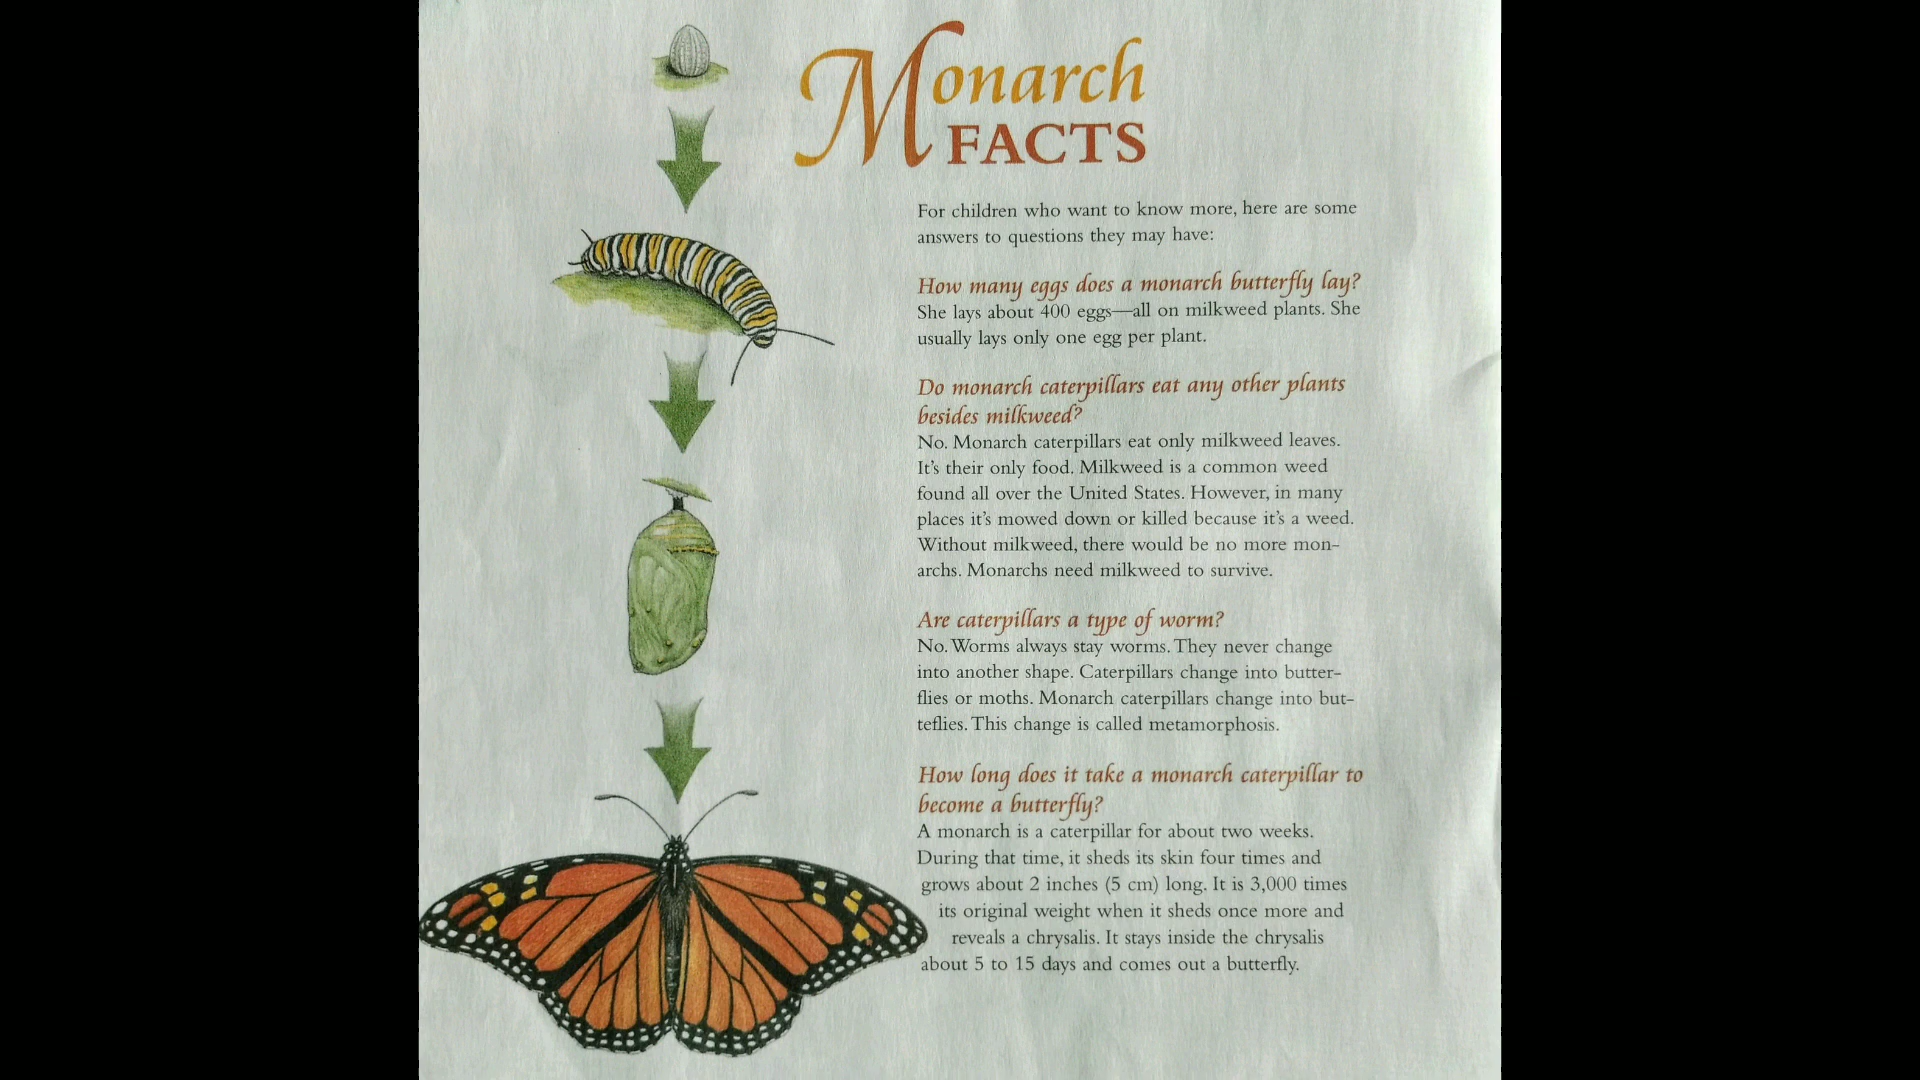 Monarch
FACTS
For children who want to know more, here are some
answers to questions they may have:
How many eggs does a monarch butterfly lay?
She lays about 400 eggs—all on milkweed plants. She
usually lays only one egg per plant.
Do monarch caterpillars eat any other plants
besides milkweed?
No. Monarch caterpillars eat only milkweed leaves.
It's their only food. Milkweed is a common weed
found all over the United States. However, in many
places it's mowed down or killed because it's a weed.
Without milkweed, there would be no more mon-
archs. Monarchs need milkweed to survive.
Are caterpillars a type of worm?
No. Worms always stay worms. They never change
into another shape. Caterpillars change into butter-
flies or moths. Monarch caterpillars change into but-
teflies. This change is called metamorphosis.
How long does it take a monarch caterpillar to
become a butterfly?
A monarch is a caterpillar for about two weeks.
During that time, it sheds its skin four times and
grows about 2 inches (5 cm) long. It is 3,000 times
its original weight when it sheds once more and
reveals a chrysalis. It stays inside the chrysalis
about 5 to 15 days and comes out a butterfly.